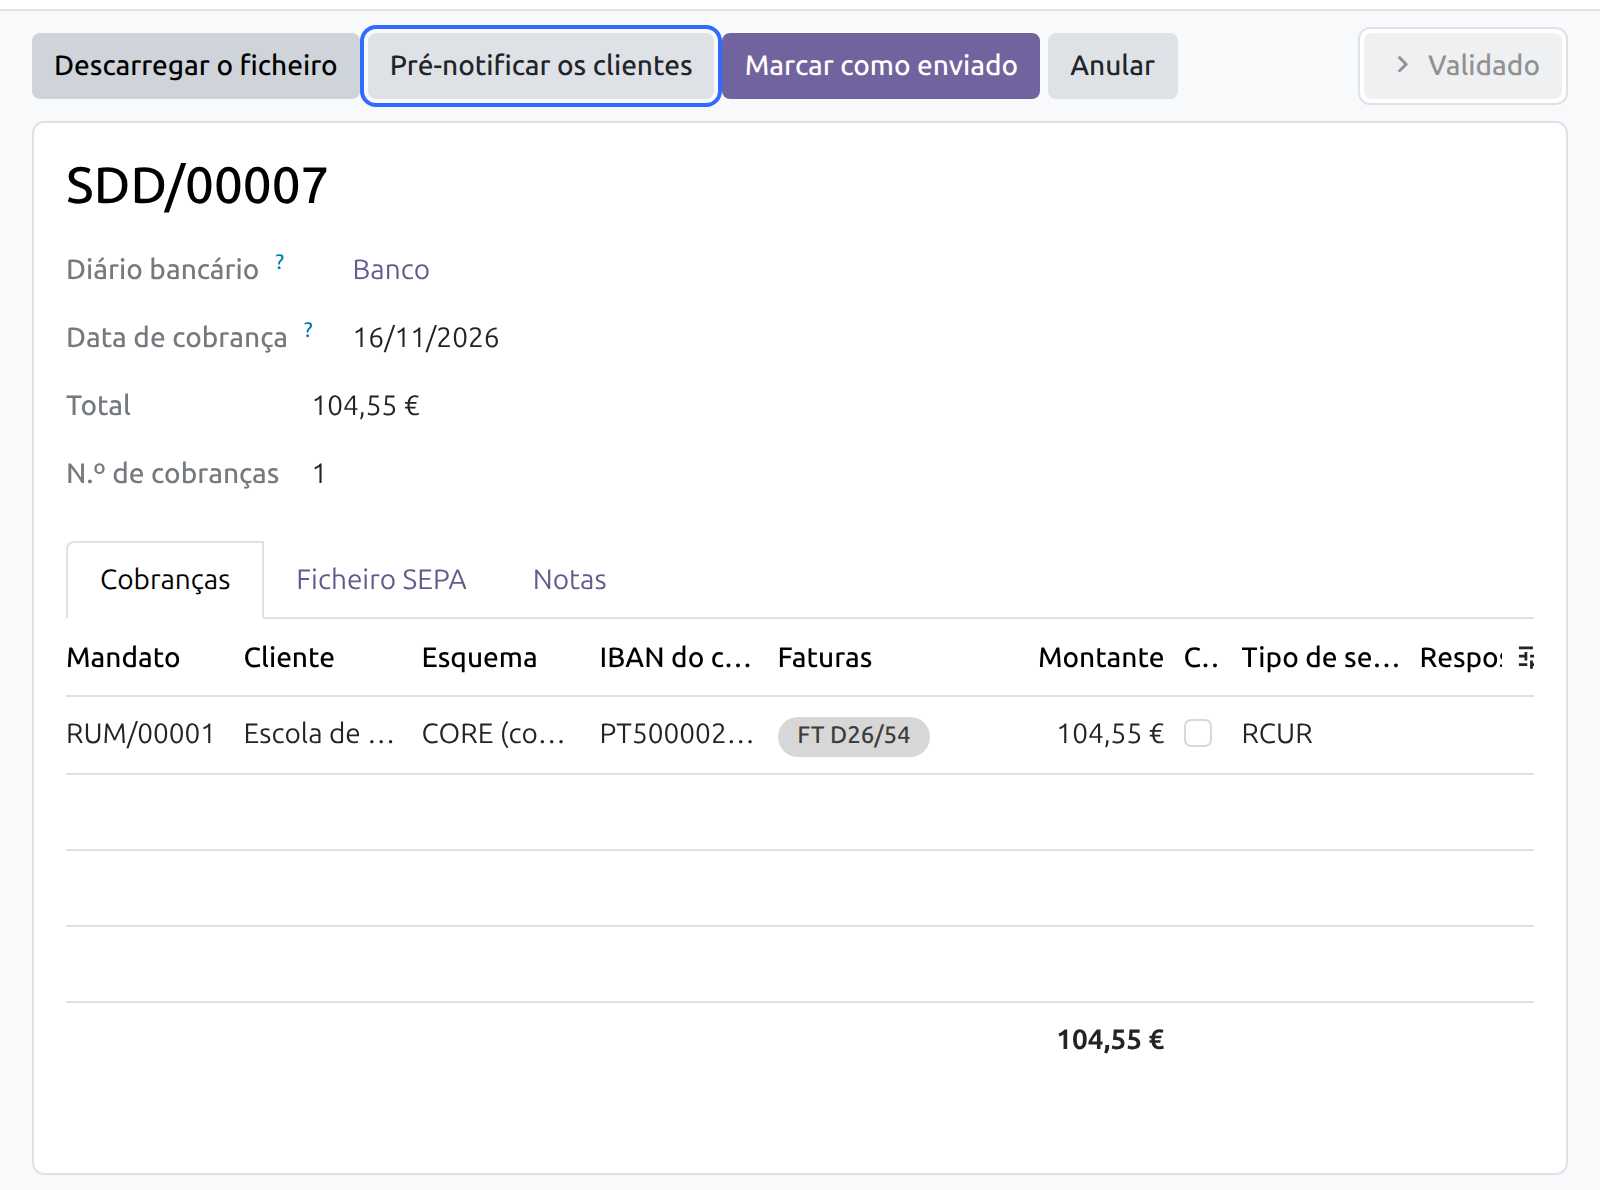 Descarregar o ficheiro Pré-notificar os clientes Marcar como enviado Anular Validado
SDD/00007
Diário bancário ? Banco
Data de cobrança ? 16/11/2026
Total 104,55 €
N.º de cobranças 1
Cobranças Ficheiro SEPA Notas
Mandato Cliente Esquema IBAN do c... Faturas Montante C... Tipo de se... Respos
RUM/00001 Escola de ... CORE (co... PT500002... FT D26/54 104,55 € RCUR
104,55 €